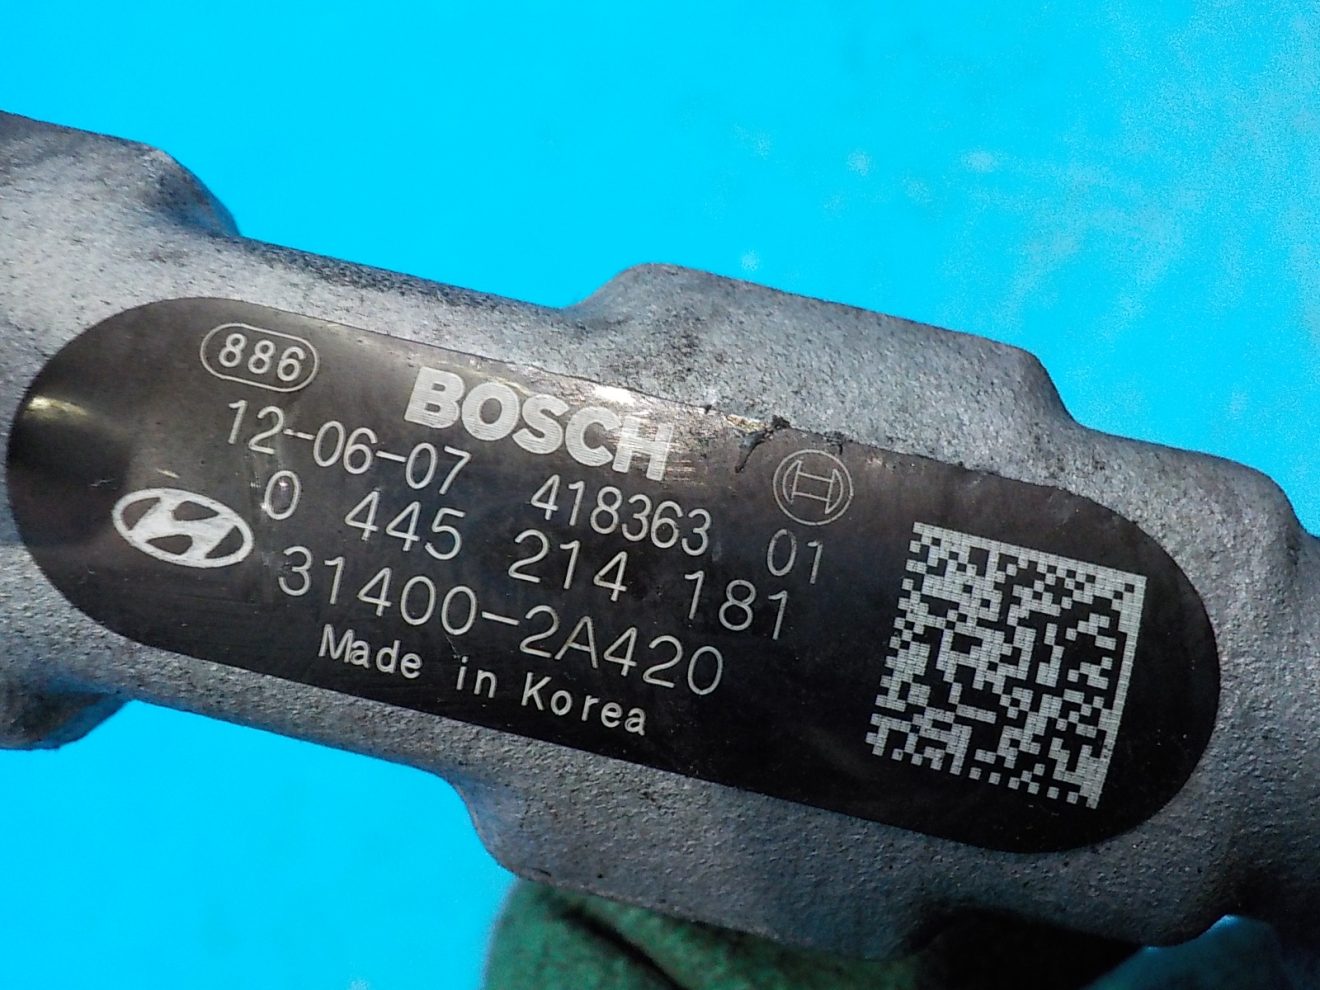 886
BOSCH
12-06-07 418363 01
0 445 214 181
31400-2A420
Made in Korea